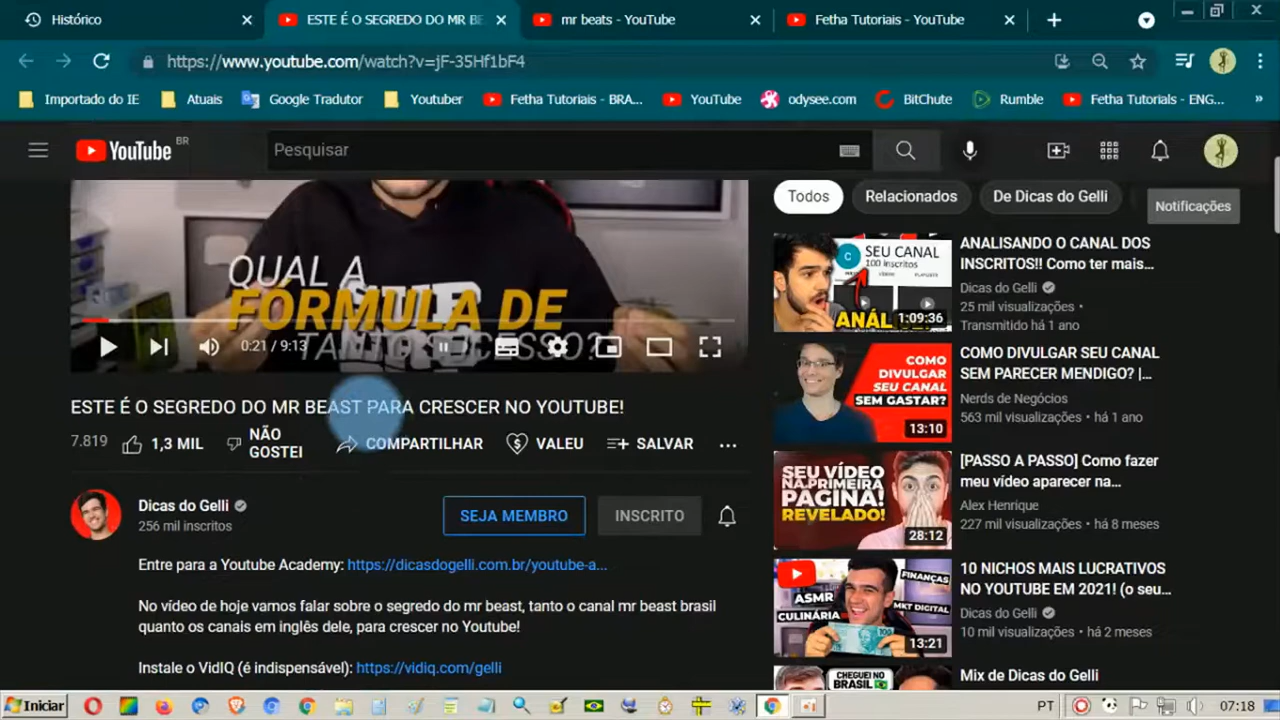 Histórico
ESTE É O SEGREDO DO MR BE
mr beats - YouTube
Fetha Tutoriais - YouTube
https://www.youtube.com/watch?v=jF-35Hf1bF4
Importado do IE
Atuais
Google Tradutor
Youtuber
Fetha Tutoriais - BRA...
YouTube
odysee.com
BitChute
Rumble
Fetha Tutorials - ENG...
»
YouTube BR
Pesquisar
Todos
Relacionados
De Dicas do Gelli
Notificações
QUAL A
FÓRMULA DE
TANTO SUCESSO?
0:21 / 9:13
ESTE É O SEGREDO DO MR BEAST PARA CRESCER NO YOUTUBE!
7.819
1,3 MIL
NÃO
GOSTEI
COMPARTILHAR
VALEU
SALVAR
...
Dicas do Gelli
256 mil inscritos
SEJA MEMBRO
INSCRITO
Entre para a Youtube Academy: https://dicasdogelli.com.br/youtube-a...
No vídeo de hoje vamos falar sobre o segredo do mr beast, tanto o canal mr beast brasil
quanto os canais em inglês dele, para crescer no Youtube!
Instale o VidIQ (é indispensável): https://vidiq.com/gelli
C
SEU CANAL
100 inscritos
VÍDEOS
PLAYLISTS
ANÁL
1:09:36
ANALISANDO O CANAL DOS
INSCRITOS!! Como ter mais...
Dicas do Gelli
25 mil visualizações •
Transmitido há 1 ano
COMO
DIVULGAR
SEU CANAL
SEM GASTAR?
13:10
COMO DIVULGAR SEU CANAL
SEM PARECER MENDIGO? |...
Nerds de Negócios
563 mil visualizações • há 1 ano
SEU VÍDEO
NA PRIMEIRA
PAGINA!
REVELADO!
28:12
[PASSO A PASSO] Como fazer
meu vídeo aparecer na...
Alex Henrique
227 mil visualizações • há 8 meses
FINANÇAS
ASMR
CULINÁRIA
MKT DIGITAL
13:21
10 NICHOS MAIS LUCRATIVOS
NO YOUTUBE EM 2021! (o seu...
Dicas do Gelli
10 mil visualizações • há 2 meses
CHEGUEI NO
BRASIL
Mix de Dicas do Gelli
Iniciar
PT
07:18